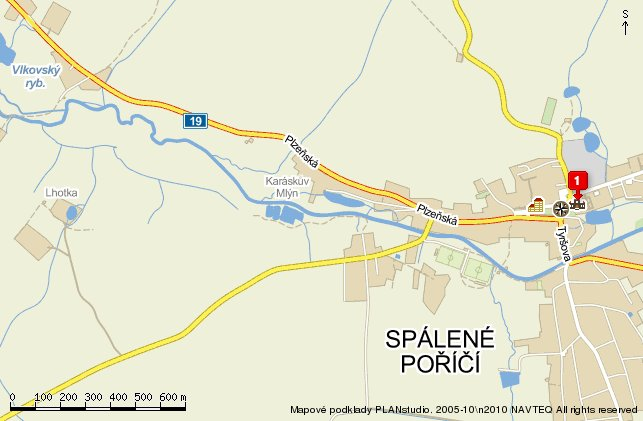 S
Vlkovský
ryb.
19
Plzeňská
Karáskův
Mlýn
Lhotka
1
Plzeňská
Tyršova
SPÁLENÉ
POŘÍČÍ
0 100 200 300 400 500 600 m
Mapové podklady PLANstudio, 2005-10\n2010 NAVTEQ All rights reserved